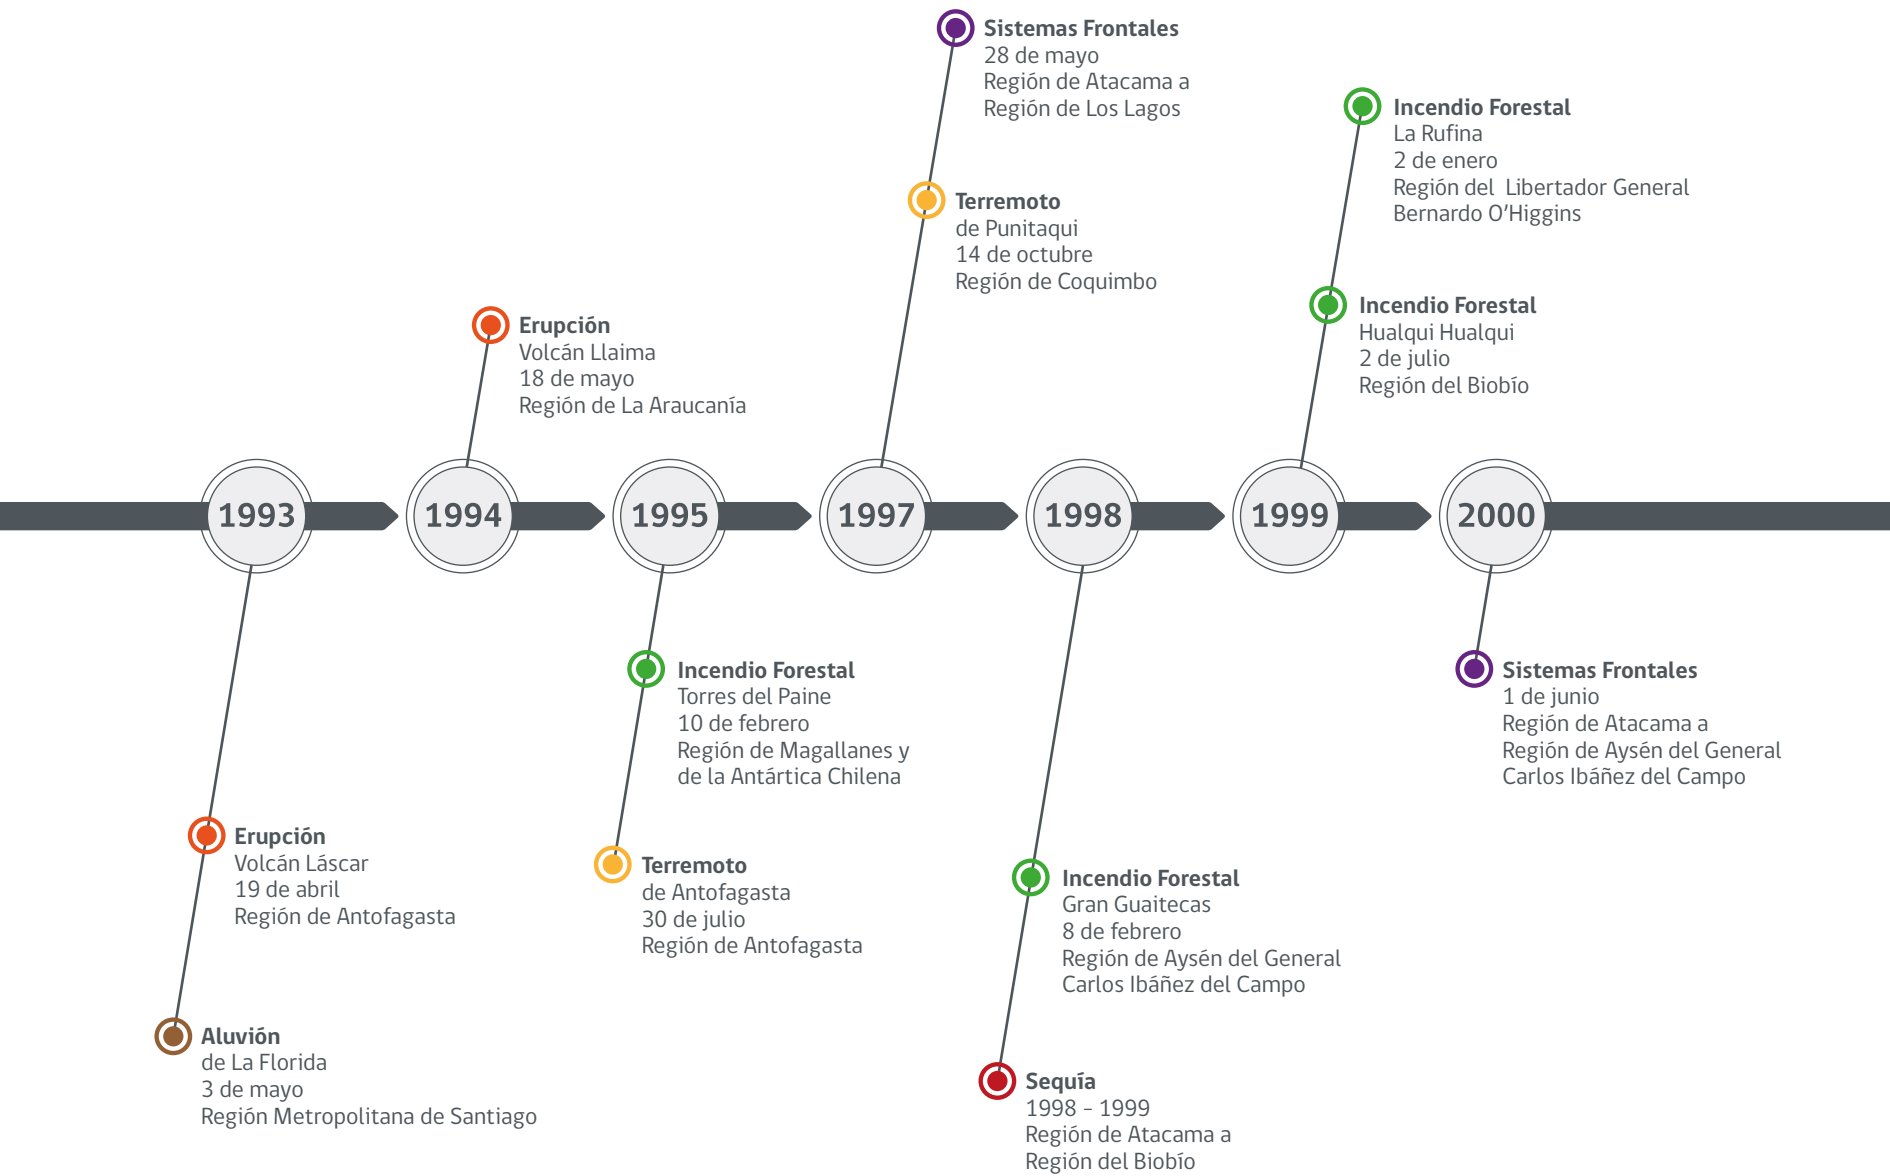 Sistemas Frontales
28 de mayo
Región de Atacama a
Región de Los Lagos
Incendio Forestal
La Rufina
2 de enero
Región del  Libertador General
Bernardo O’Higgins
Terremoto
de Punitaqui
14 de octubre
Región de Coquimbo
Incendio Forestal
Hualqui Hualqui
2 de julio
Región del Biobío
Erupción
Volcán Llaima
18 de mayo
Región de La Araucanía
1993
1994
1995
1997
1998
1999
2000
Incendio Forestal
Torres del Paine
10 de febrero
Región de Magallanes y
de la Antártica Chilena
Sistemas Frontales
1 de junio
Región de Atacama a
Región de Aysén del General
Carlos Ibáñez del Campo
Erupción
Volcán Láscar
19 de abril
Región de Antofagasta
Terremoto
de Antofagasta
30 de julio
Región de Antofagasta
Incendio Forestal
Gran Guaitecas
8 de febrero
Región de Aysén del General
Carlos Ibáñez del Campo
Aluvión
de La Florida
3 de mayo
Región Metropolitana de Santiago
Sequía
1998 – 1999
Región de Atacama a
Región del Biobío